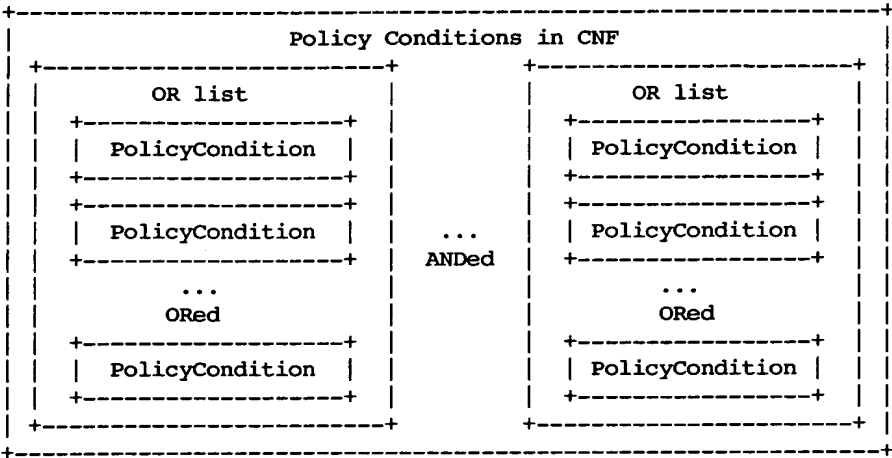 Policy Conditions in CNF
OR list OR list
PolicyCondition PolicyCondition
PolicyCondition PolicyCondition
...
ANDed
... ...
ORed ORed
PolicyCondition PolicyCondition